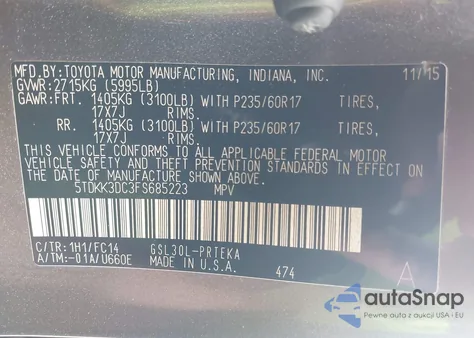 MFD. BY: TOYOTA MOTOR MANUFACTURING, INDIANA, INC. 11/15
GVWR: 2715KG (5995LB)
GAWR: FRT. 1405KG (3100LB) WITH P235/60R17 TIRES,
17X7J RIMS.
RR. 1405KG (3100LB) WITH P235/60R17 TIRES,
17X7J RIMS.
THIS VEHICLE CONFORMS TO ALL APPLICABLE FEDERAL MOTOR
VEHICLE SAFETY AND THEFT PREVENTION STANDARDS IN EFFECT ON
THE DATE OF MANUFACTURE SHOWN ABOVE.
5TDKK3DC3FS685223 MPV
C/TR: 1H1/FC14 GSL30L-PRTEKA
A/TM: -01A/U660E MADE IN U.S.A. 474
A
autoSnap
Pewne auta z USA i EU